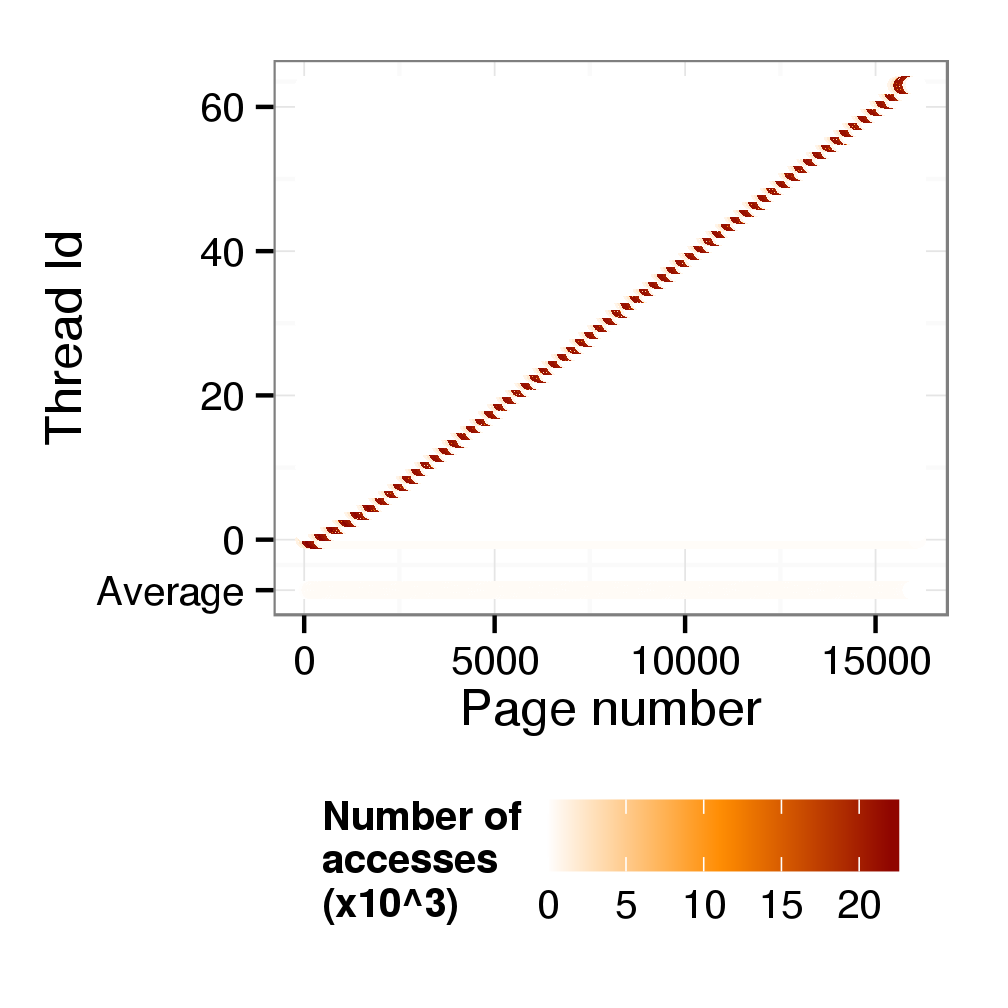 Thread Id
60
40
20
0
Average
0 5000 10000 15000
Page number
Number of
accesses
(x10^3)
0 5 10 15 20